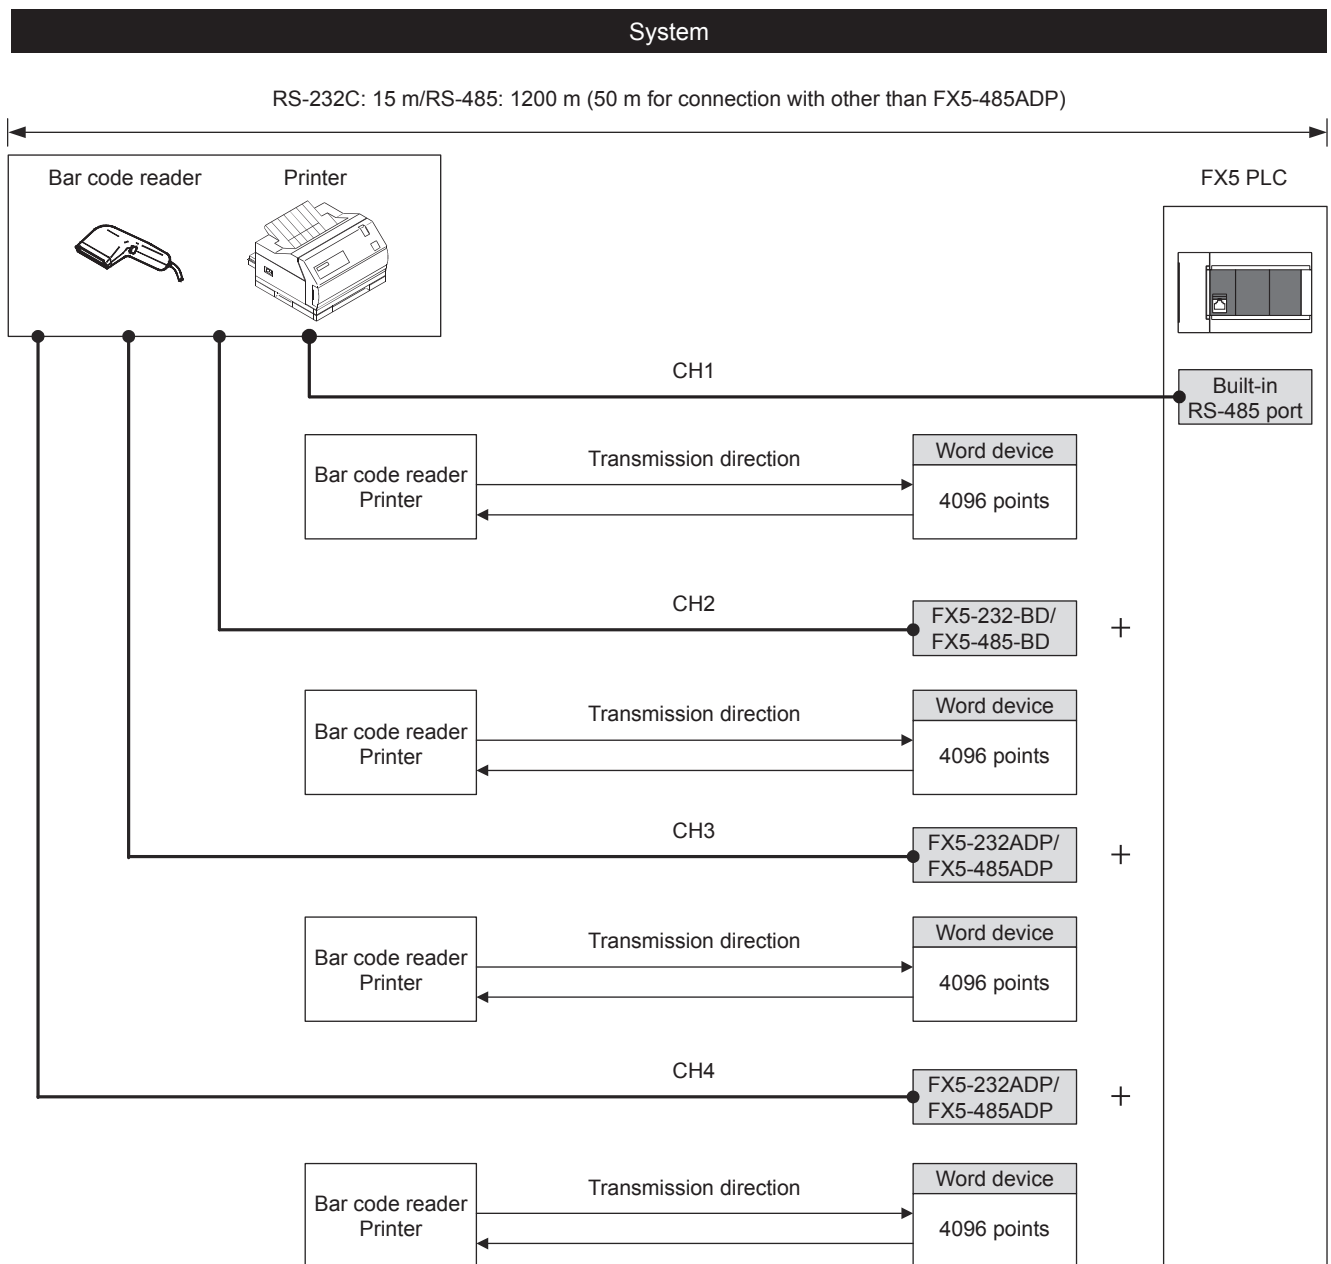 System
RS-232C: 15 m/RS-485: 1200 m (50 m for connection with other than FX5-485ADP)
Bar code reader
Printer
FX5 PLC
CH1
Built-in
RS-485 port
Bar code reader
Printer
Transmission direction
Word device
4096 points
CH2
FX5-232-BD/
FX5-485-BD
+
Bar code reader
Printer
Transmission direction
Word device
4096 points
CH3
FX5-232ADP/
FX5-485ADP
+
Bar code reader
Printer
Transmission direction
Word device
4096 points
CH4
FX5-232ADP/
FX5-485ADP
+
Bar code reader
Printer
Transmission direction
Word device
4096 points